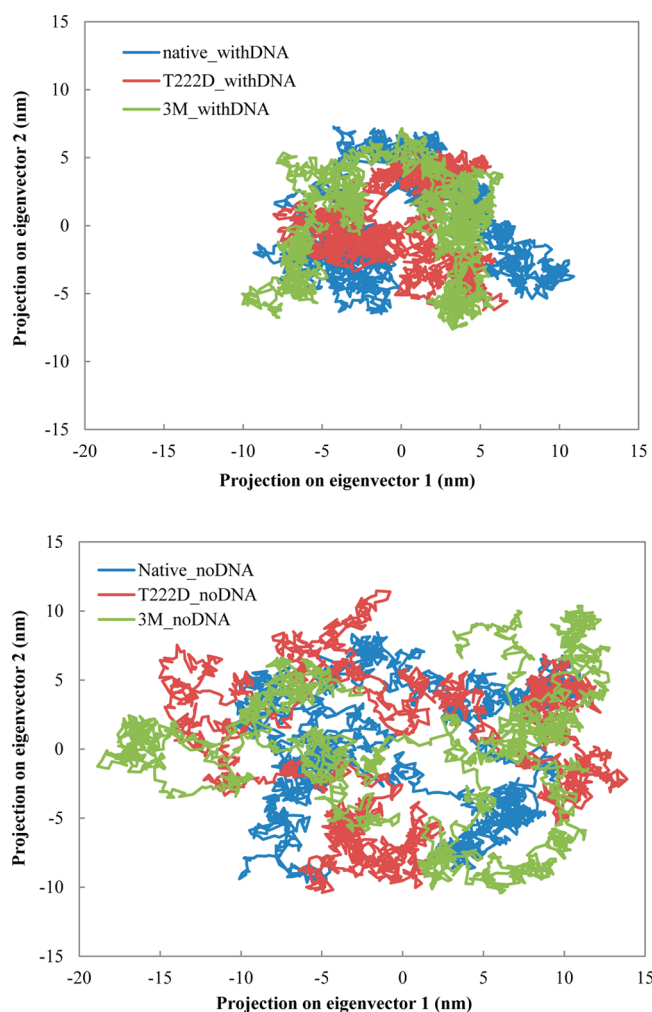 15
native_withDNA
T222D_withDNA
3M_withDNA
10
5
0
-5
-10
-15
Projection on eigenvector 2 (nm)
-20 -15 -10 -5 0 5 10 15
Projection on eigenvector 1 (nm)
15
Native_noDNA
T222D_noDNA
3M_noDNA
10
5
0
-5
-10
-15
Projection on eigenvector 2 (nm)
-20 -15 -10 -5 0 5 10 15
Projection on eigenvector 1 (nm)